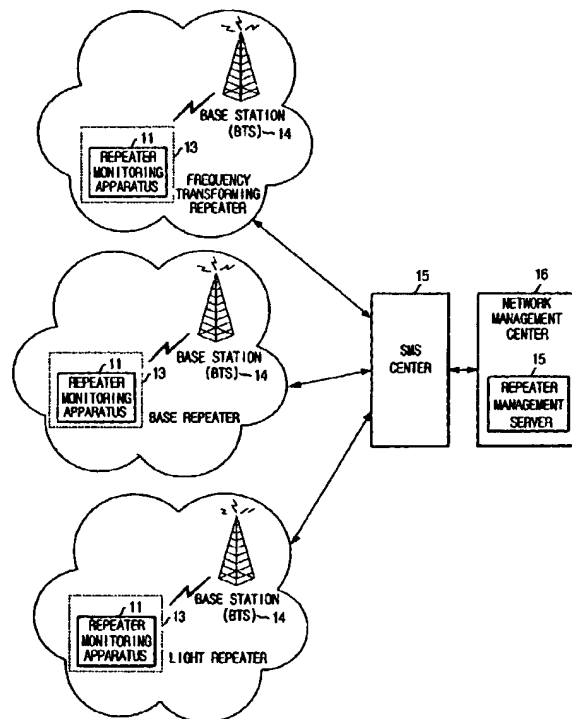 BASE STATION
(BTS) 14
11
13
REPEATER
MONITORING
APPARATUS
FREQUENCY
TRANSFORMING
REPEATER
BASE STATION
(BTS) 14
11
13
REPEATER
MONITORING
APPARATUS
BASE REPEATER
15
SMS
CENTER
16
NETWORK
MANAGEMENT
CENTER
15
REPEATER
MANAGEMENT
SERVER
BASE STATION
(BTS) 14
11
13
REPEATER
MONITORING
APPARATUS
LIGHT REPEATER